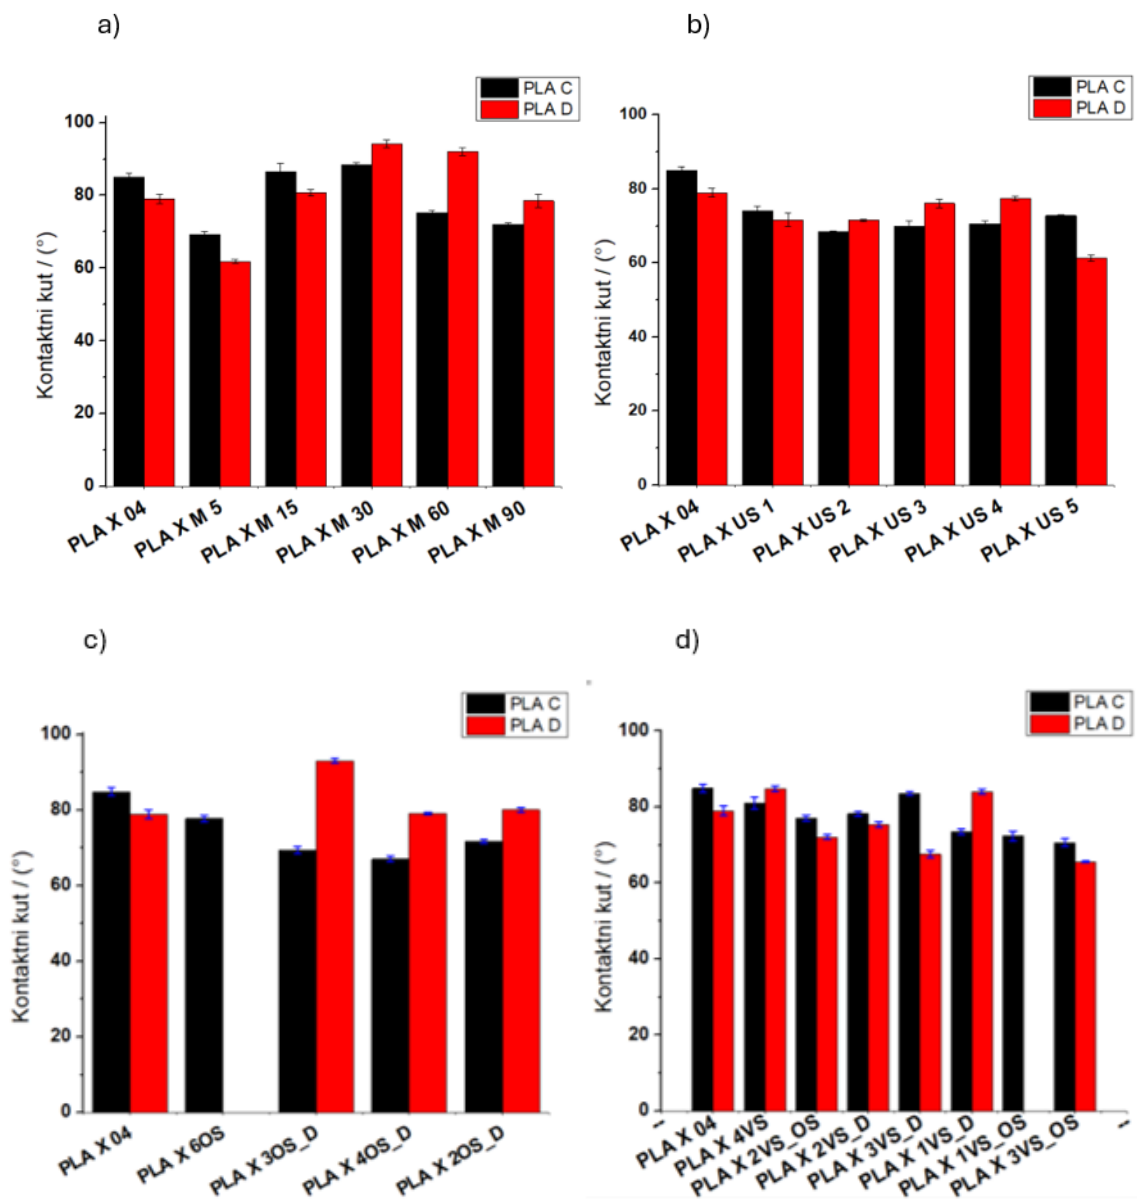 a)
PLA C
PLA D
Kontaktni kut / (°)
100
80
60
40
20
0
PLA X 04
PLA X M 5
PLA X M 15
PLA X M 30
PLA X M 60
PLA X M 90
b)
PLA C
PLA D
Kontaktni kut / (°)
100
80
60
40
20
0
PLA X 04
PLA X US 1
PLA X US 2
PLA X US 3
PLA X US 4
PLA X US 5
c)
PLA C
PLA D
Kontaktni kut / (°)
100
80
60
40
20
0
PLA X 04
PLA X 6OS
PLA X 3OS_D
PLA X 4OS_D
PLA X 2OS_D
d)
PLA C
PLA D
Kontaktni kut / (°)
100
80
60
40
20
0
--
PLA X 04
PLA X 4VS
PLA X 2VS_OS
PLA X 2VS_D
PLA X 3VS_D
PLA X 1VS_D
PLA X 1VS_OS
PLA X 3VS_OS
--